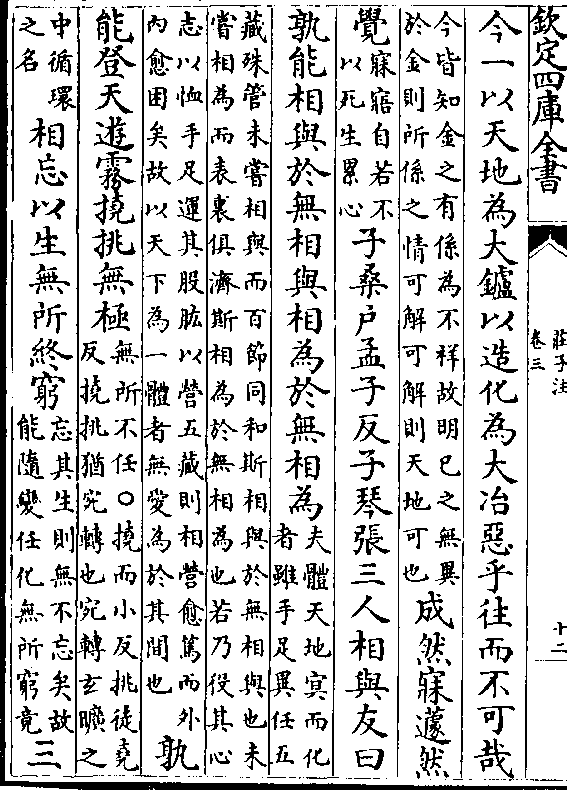 欽定四庫全書
莊子注
卷三
十二
今一以天地為大鑪以造化為大冶惡乎往而不可哉
今皆知金之有係為不祥故明已之無異
於金則所係之情可解可解則天地可也
成然寐蘧然
覺
寐寤自若不
以死生累心
子桑戶孟子反子琴張三人相與友曰
孰能相與於無相與相為於無相為
夫體天地冥而化
者雖手足異任五
藏殊管未嘗相與而百節同和斯相與於無相與也未
嘗相為而表裏俱濟斯相為於無相為也若乃役其心
志以恤手足運其股肱以營五藏則相營愈篤而外
內愈困矣故以天下為一體者無愛為於其間也
孰
能登天遊霧撓挑無極
無所不任○撓而小反挑徒堯
反撓挑猶宛轉也宛轉玄曠之
中循環
之名
相忘以生無所終窮
忘其生則無不忘矣故
能隨變任化無所窮竟
三